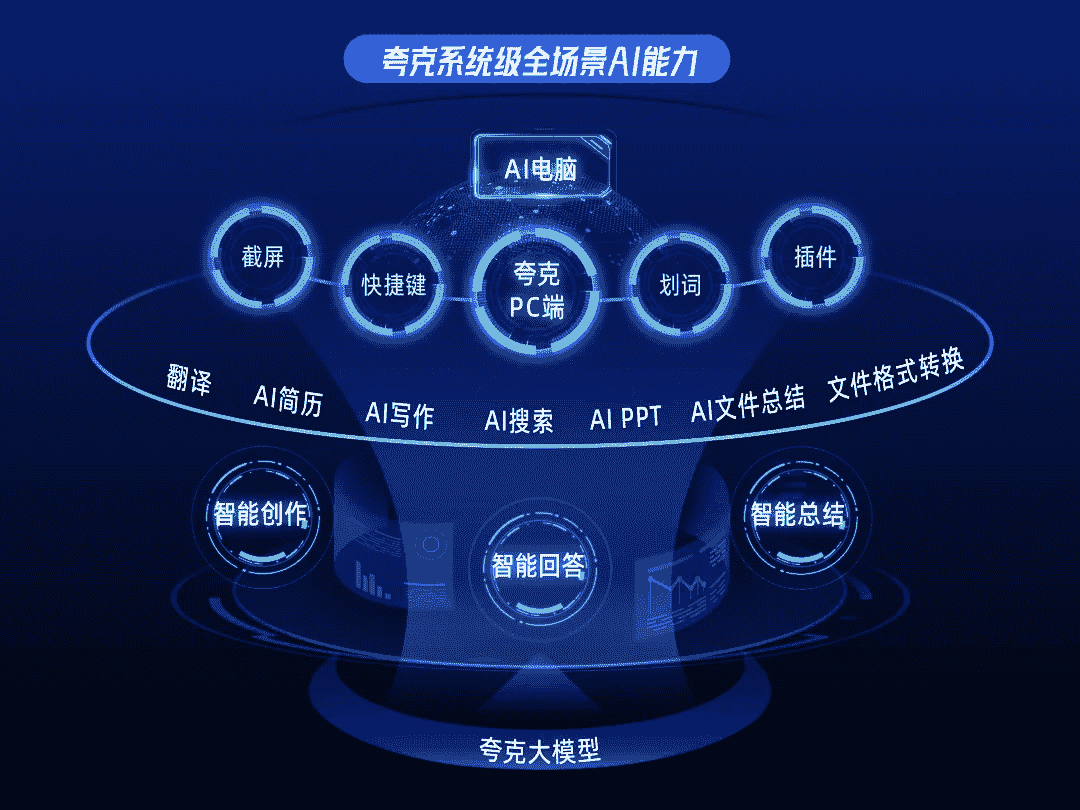 夸克系统级全场景AI能力
AI电脑
截屏
快捷键
夸克
PC端
划词
插件
翻译
AI简历
AI写作
AI搜索
AI PPT
AI文件总结
文件格式转换
智能创作
智能回答
智能总结
夸克大模型